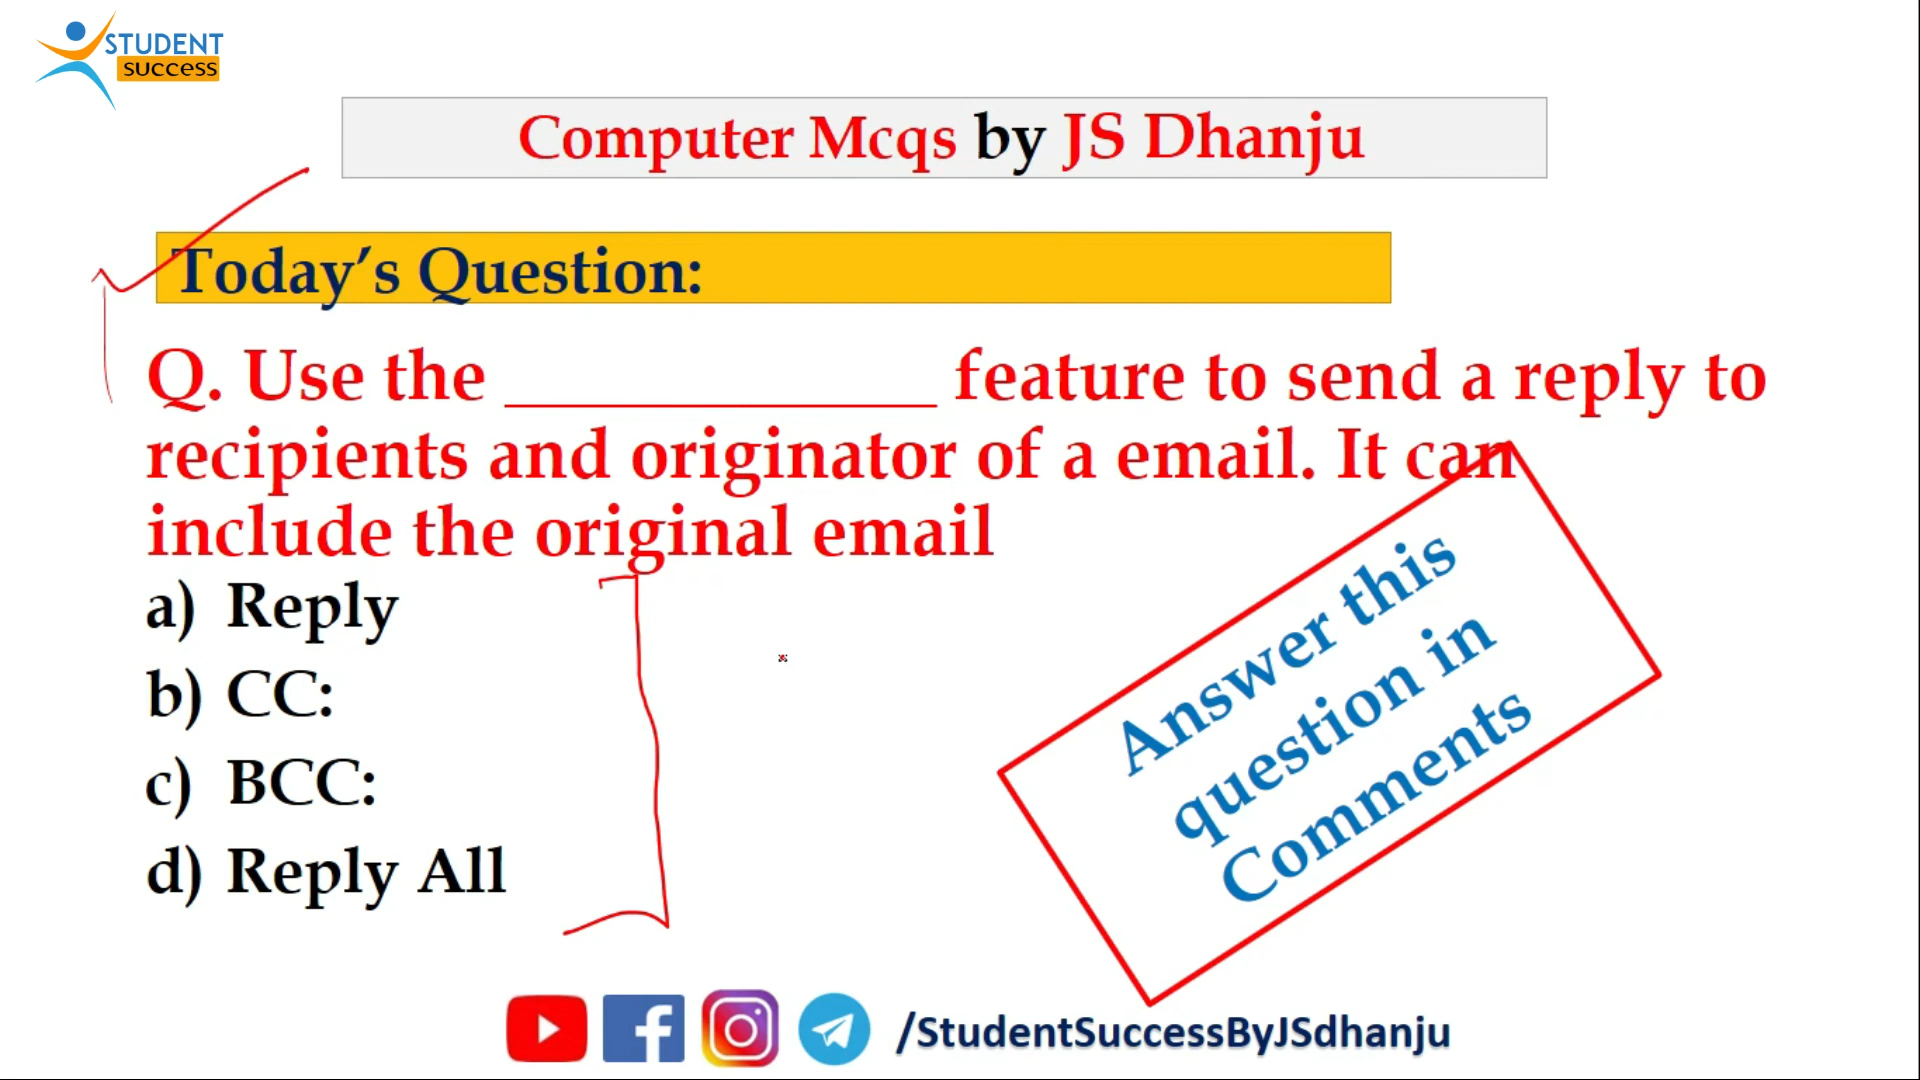 STUDENT
success
Computer Mcqs by JS Dhanju
Today’s Question:
Q. Use the _____________ feature to send a reply to
recipients and originator of a email. It can
include the original email
a) Reply
b) CC:
c) BCC:
d) Reply All
Answer this
question in
Comments
/StudentSuccessByJSdhanju